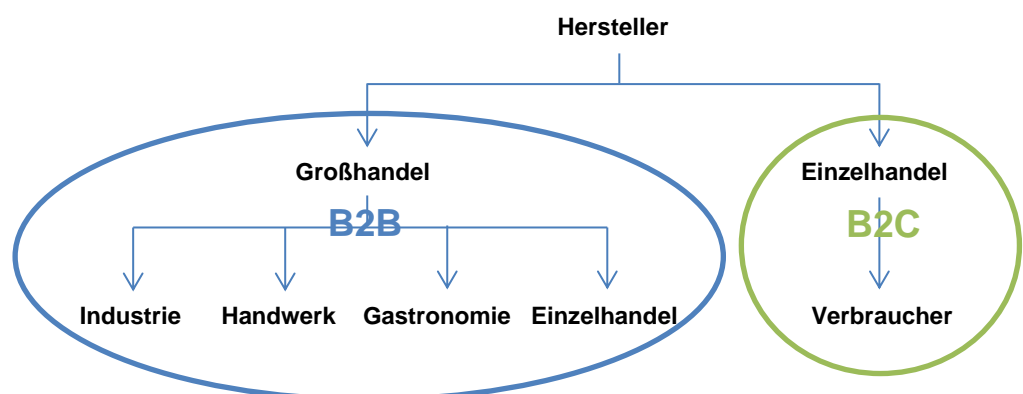 Hersteller
Großhandel Einzelhandel
B2B B2C
Industrie Handwerk Gastronomie Einzelhandel Verbraucher